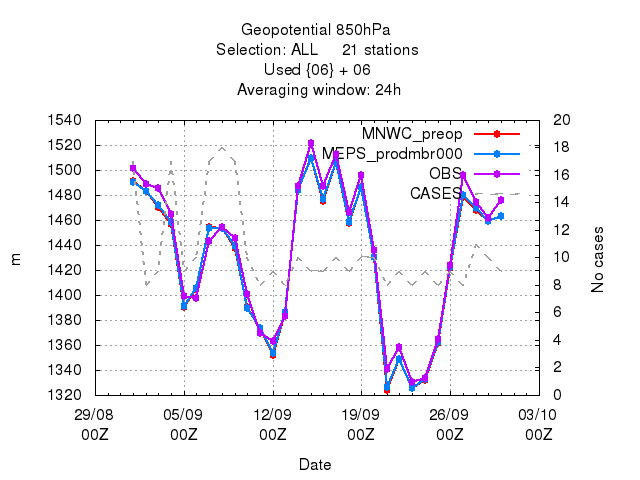 Geopotential 850hPa
Selection: ALL 21 stations
Used {06} + 06
Averaging window: 24h
1540
1520
1500
1480
1460
1440
1420
1400
1380
1360
1340
1320
m
MNWC_preop
MEPS_prodmbr000
OBS
CASES
20
18
16
14
12
10
8
6
4
2
0
No cases
29/08 05/09 12/09 19/09 26/09 03/10
00Z 00Z 00Z 00Z 00Z 00Z
Date